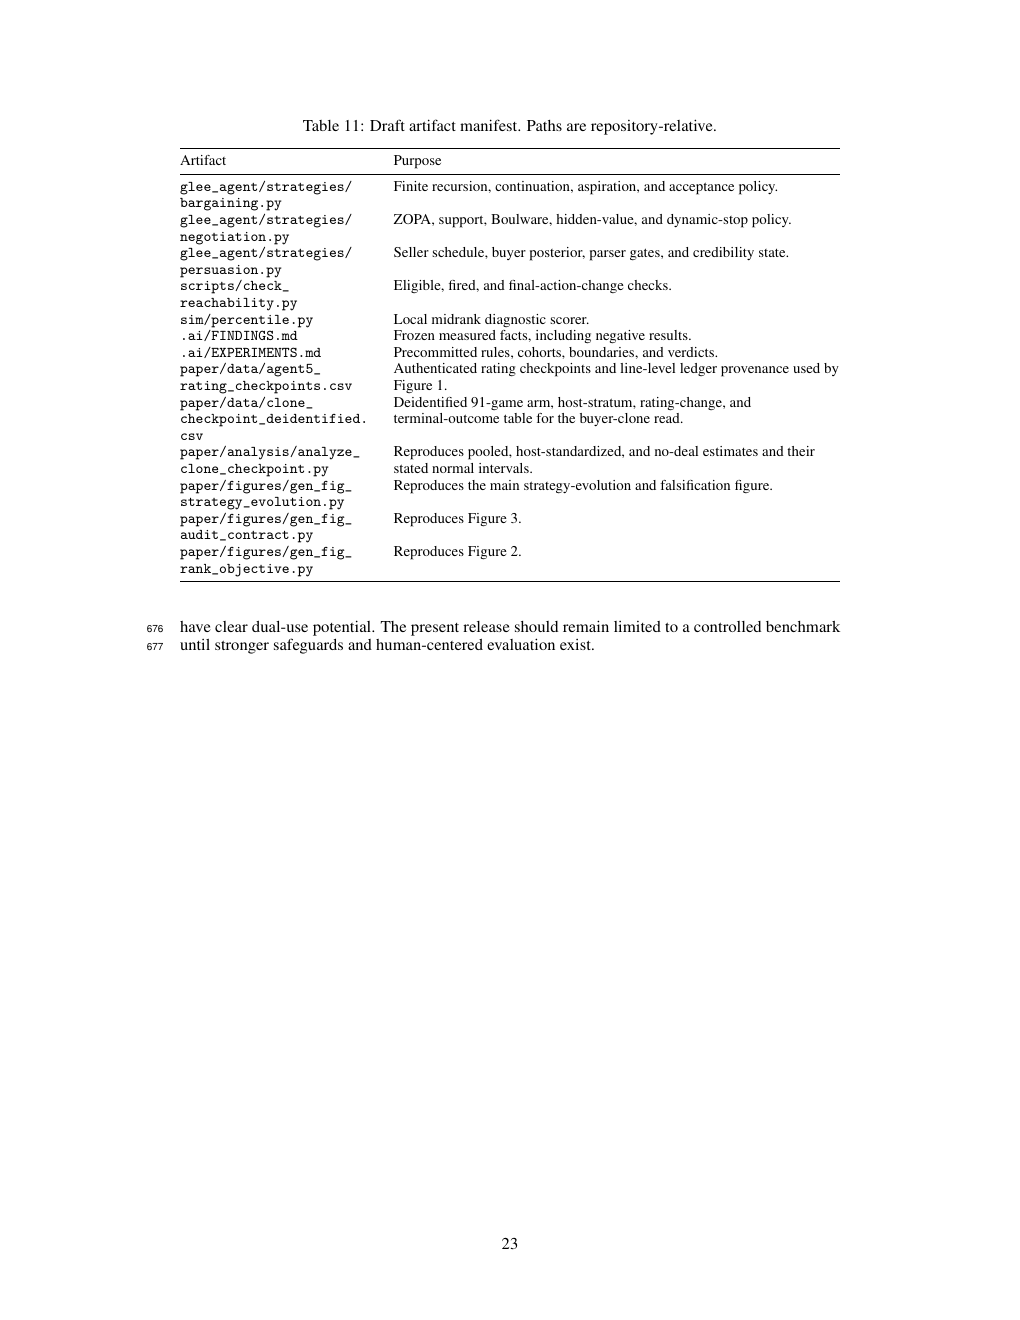 Table 11: Draft artifact manifest. Paths are repository-relative.
Artifact Purpose
glee_agent/strategies/ Finite recursion, continuation, aspiration, and acceptance policy.
bargaining.py
glee_agent/strategies/ ZOPA, support, Boulware, hidden-value, and dynamic-stop policy.
negotiation.py
glee_agent/strategies/ Seller schedule, buyer posterior, parser gates, and credibility state.
persuasion.py
scripts/check_ Eligible, fired, and final-action-change checks.
reachability.py
sim/percentile.py Local midrank diagnostic scorer.
.ai/FINDINGS.md Frozen measured facts, including negative results.
.ai/EXPERIMENTS.md Precommitted rules, cohorts, boundaries, and verdicts.
paper/data/agent5_ Authenticated rating checkpoints and line-level ledger provenance used by
rating_checkpoints.csv Figure 1.
paper/data/clone_ Deidentified 91-game arm, host-stratum, rating-change, and
checkpoint_deidentified. terminal-outcome table for the buyer-clone read.
csv
paper/analysis/analyze_ Reproduces pooled, host-standardized, and no-deal estimates and their
clone_checkpoint.py stated normal intervals.
paper/figures/gen_fig_ Reproduces the main strategy-evolution and falsification figure.
strategy_evolution.py
paper/figures/gen_fig_ Reproduces Figure 3.
audit_contract.py
paper/figures/gen_fig_ Reproduces Figure 2.
rank_objective.py
676 have clear dual-use potential. The present release should remain limited to a controlled benchmark
677 until stronger safeguards and human-centered evaluation exist.
23